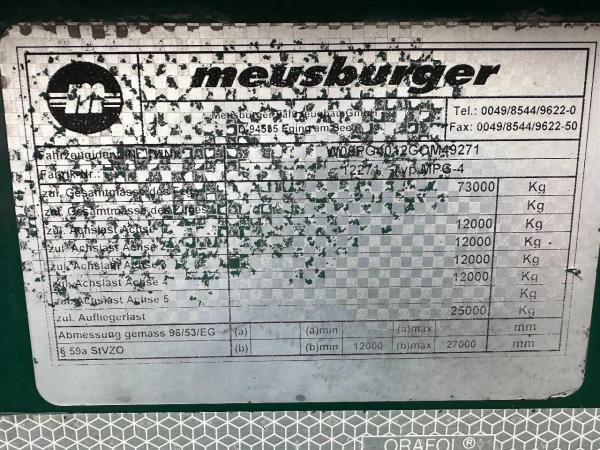 m meusburger
Meusburger Fahrzeugbau GmbH Tel.: 0049/8544/9622-0
D-94535 Eging am See Fax: 0049/8544/9622-50
Typ MPG-4
zul. Gesamtmasse des 73000 Kg
zul. Gesamtmasse des Zuges Kg
zul. Achslast Achse 12000 Kg
zul. Achslast Achse 12000 Kg
zul. Achslast Achse 12000 Kg
zul. Achslast Achse 12000 Kg
zul. Achslast Achse 5 Kg
zul. Aufliegerlast 25000 Kg
Abmessung gemass 96/53/EG (a) (a)min (a)max mm
§ 59a StVZO (b) (b)min 12000 (b)max 27000 mm
ORAFOL®